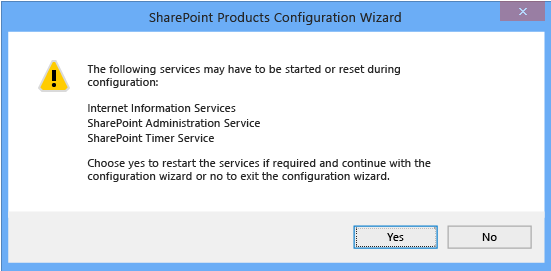 SharePoint Products Configuration Wizard
The following services may have to be started or reset during
configuration:
Internet Information Services
SharePoint Administration Service
SharePoint Timer Service
Choose yes to restart the services if required and continue with the
configuration wizard or no to exit the configuration wizard.
Yes
No